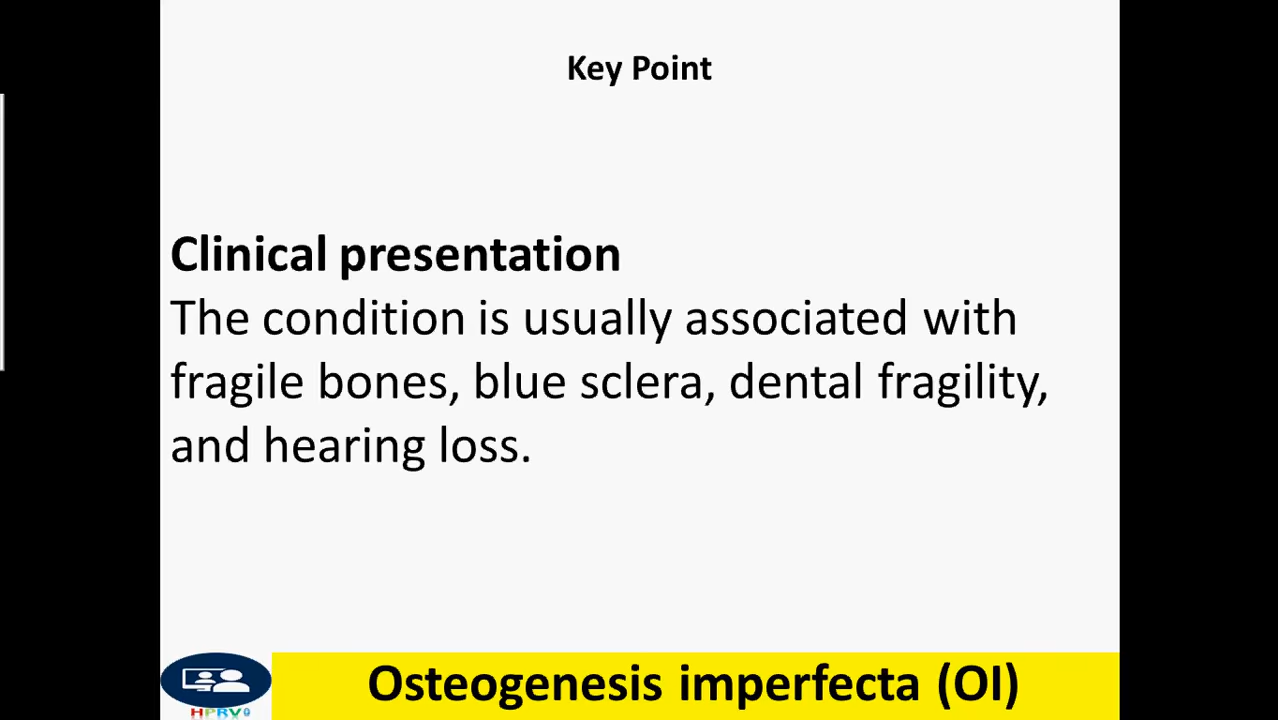 Key Point
Clinical presentation
The condition is usually associated with
fragile bones, blue sclera, dental fragility,
and hearing loss.
Osteogenesis imperfecta (OI)
HPRV